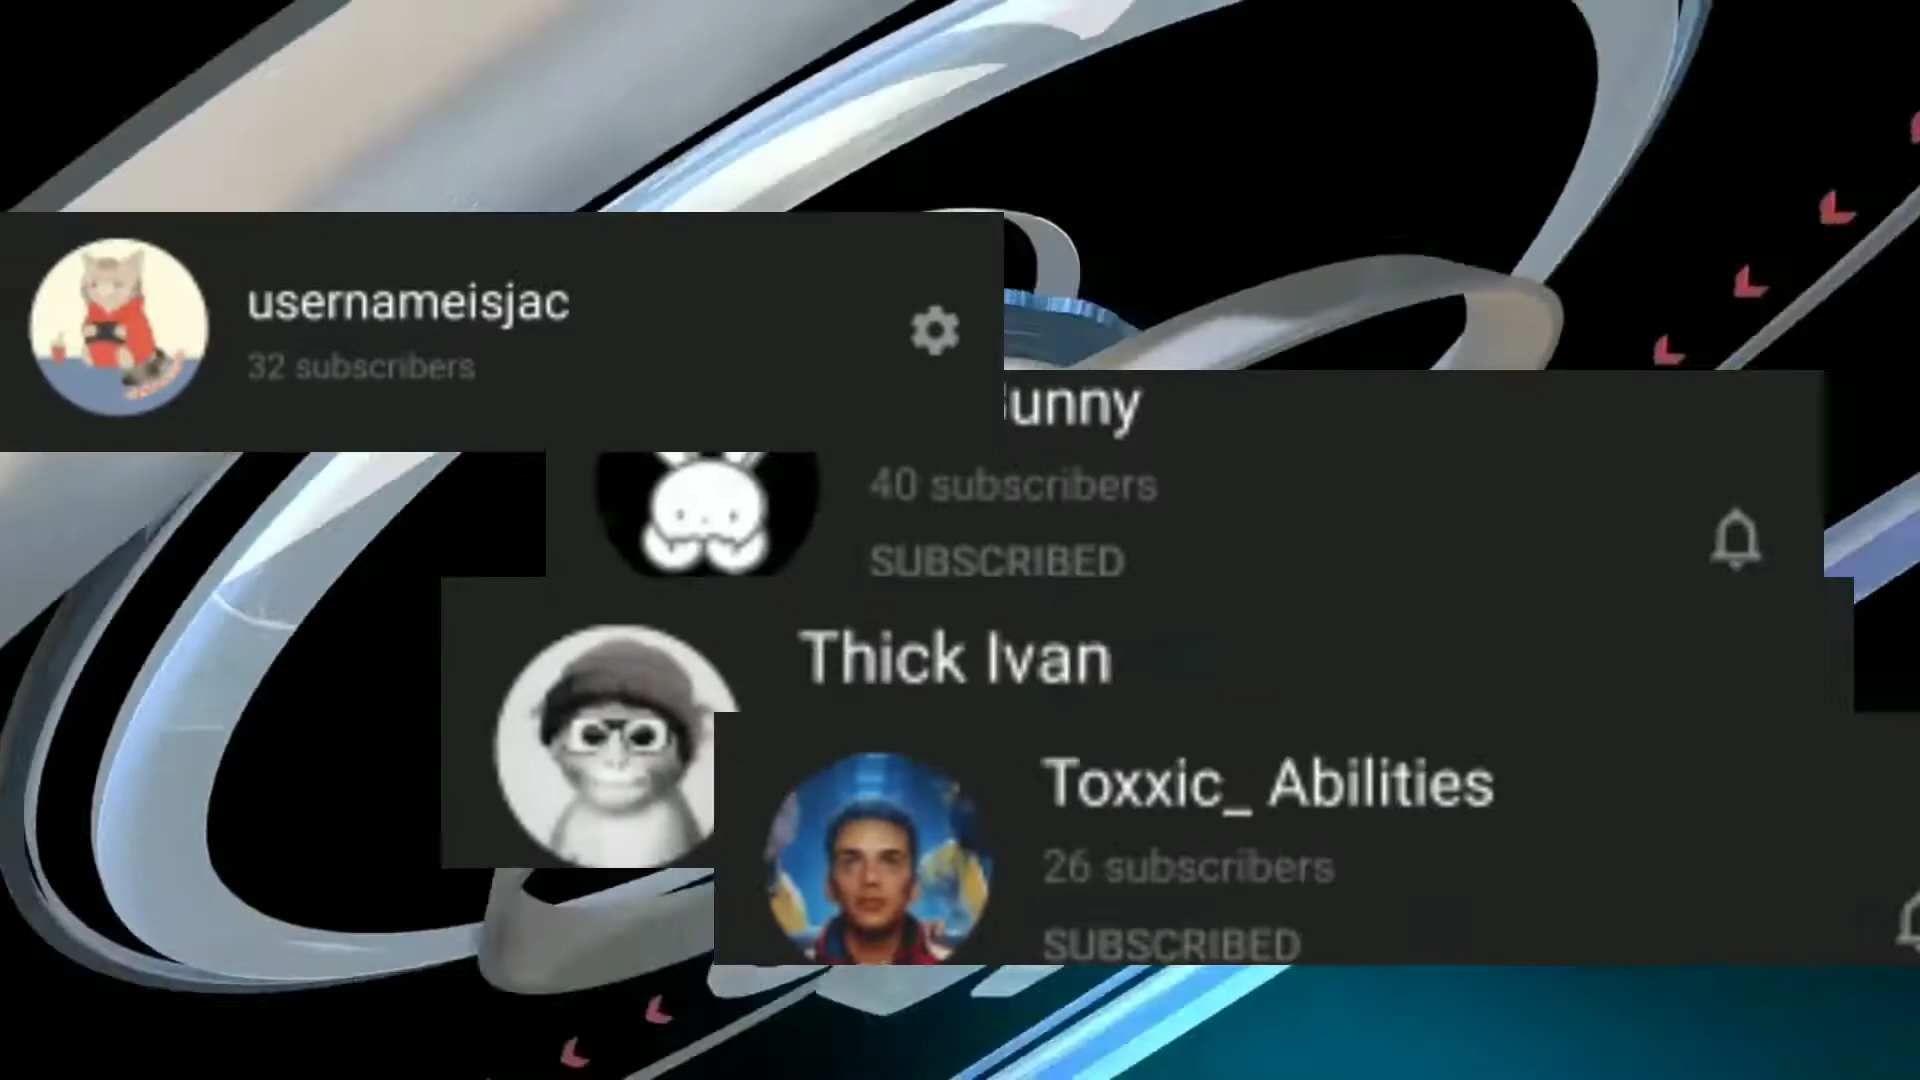 usernameisjac
32 subscribers
unny
40 subscribers
SUBSCRIBED
Thick Ivan
Toxxic_ Abilities
26 subscribers
SUBSCRIBED